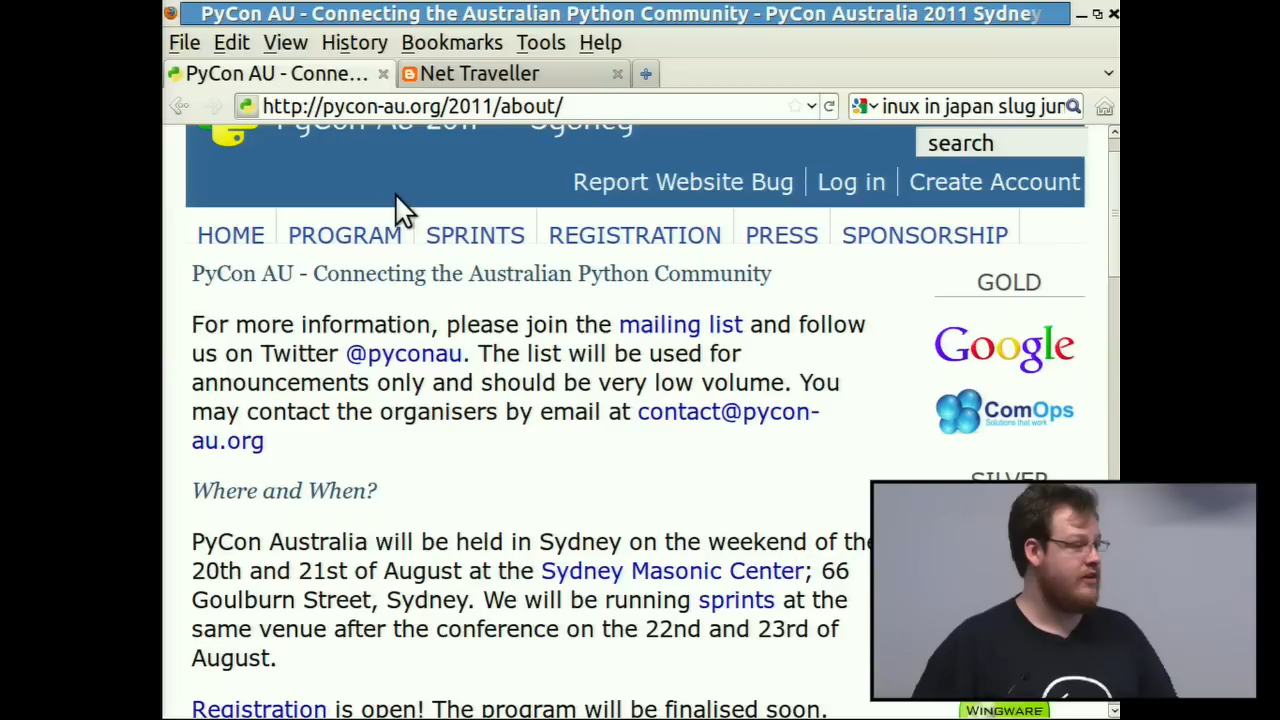 PyCon AU - Connecting the Australian Python Community - PyCon Australia 2011 Sydney
File Edit View History Bookmarks Tools Help
PyCon AU - Conne... Net Traveller
http://pycon-au.org/2011/about/ inux in japan slug jur
PyCon AU 2011 Sydney
search
Report Website Bug Log in Create Account
HOME PROGRAM SPRINTS REGISTRATION PRESS SPONSORSHIP
PyCon AU - Connecting the Australian Python Community
For more information, please join the mailing list and follow
us on Twitter @pyconau. The list will be used for
announcements only and should be very low volume. You
may contact the organisers by email at contact@pycon-
au.org
Where and When?
PyCon Australia will be held in Sydney on the weekend of the
20th and 21st of August at the Sydney Masonic Center; 66
Goulburn Street, Sydney. We will be running sprints at the
same venue after the conference on the 22nd and 23rd of
August.
Registration is open! The program will be finalised soon.
GOLD
Google
ComOps
Solutions that work
SILVER
WINGWARE